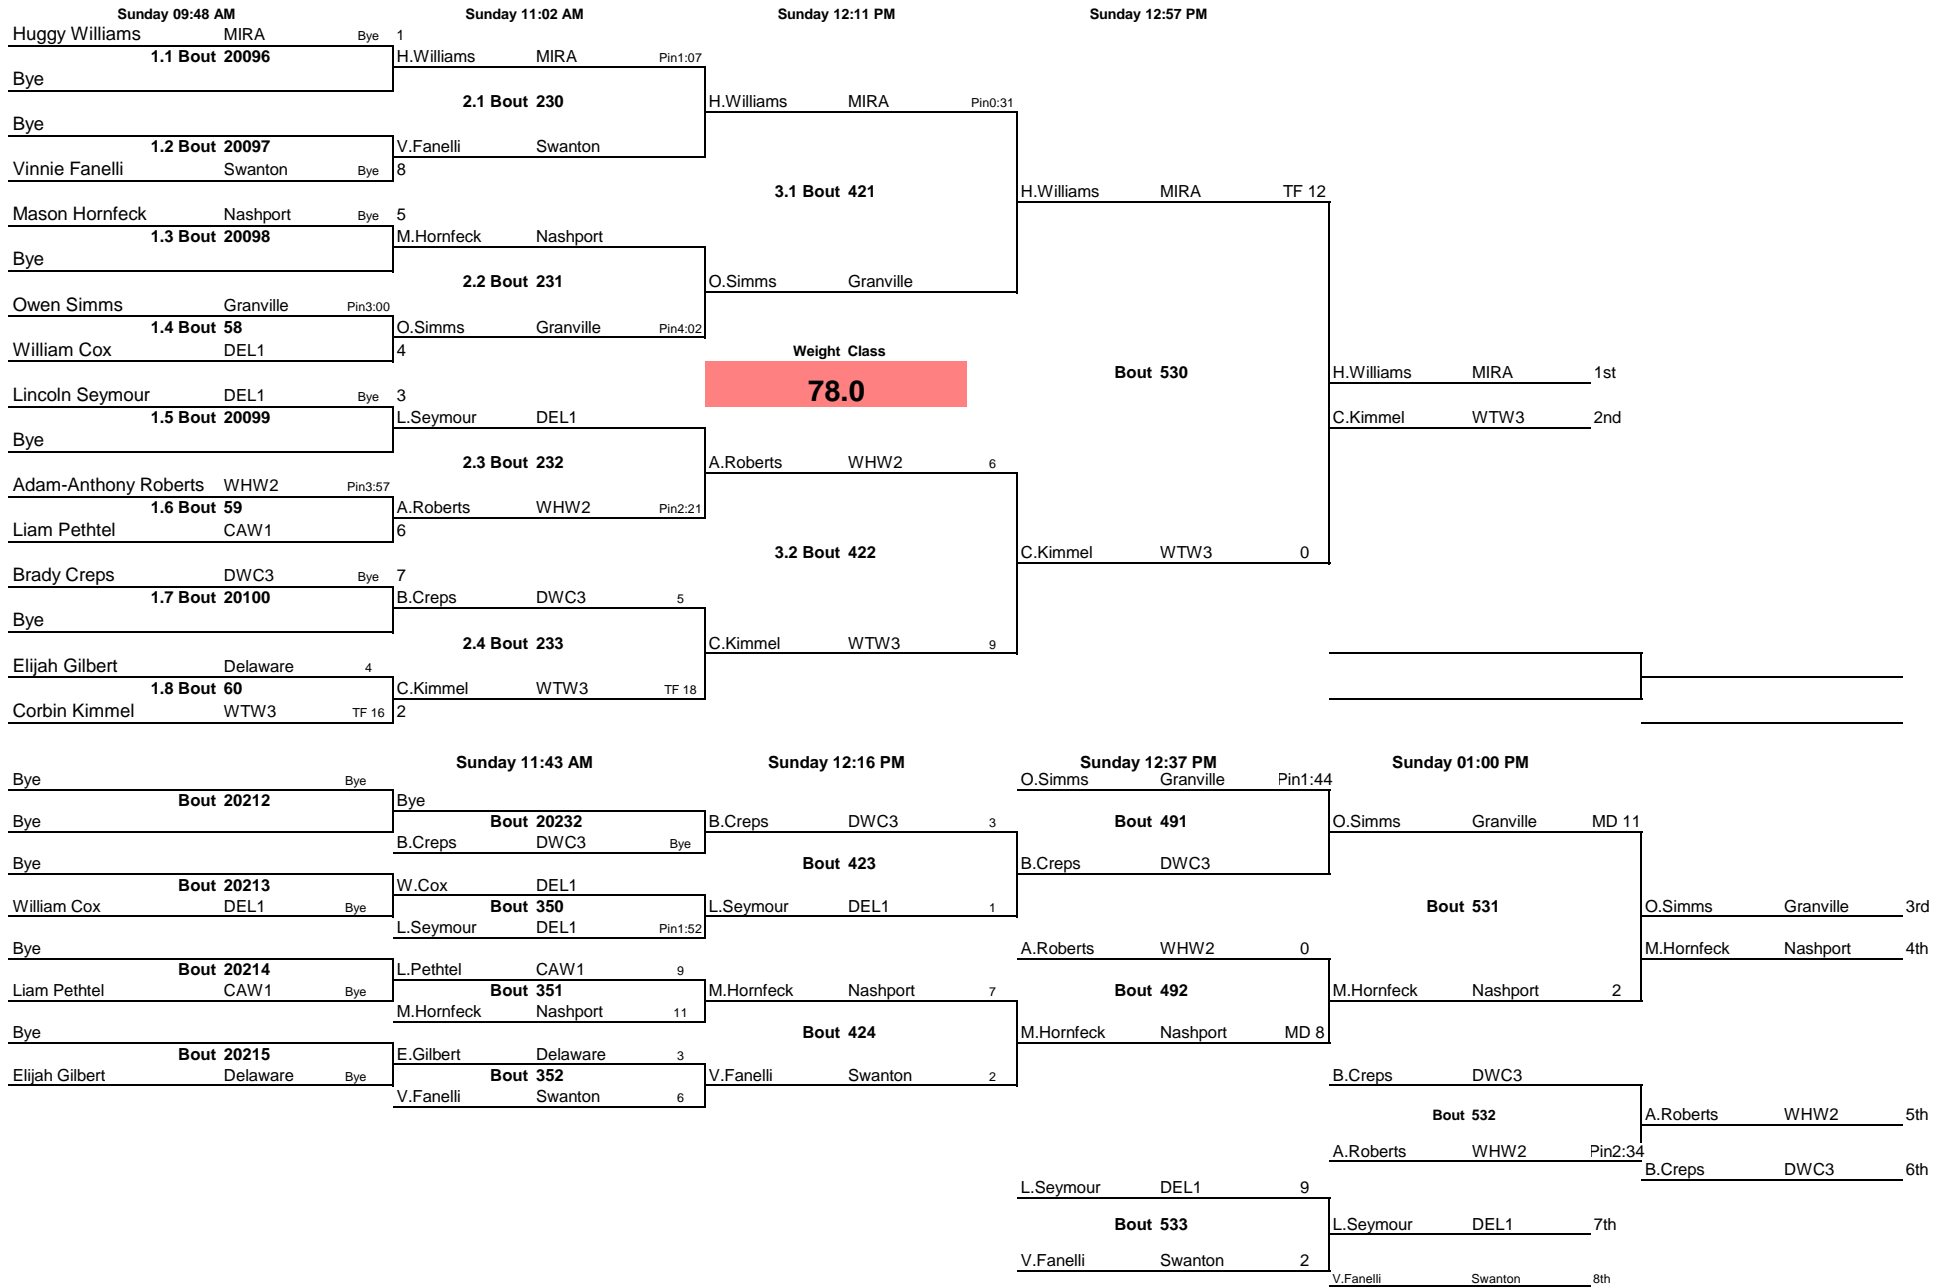 Sunday 09:48 AM Sunday 11:02 AM Sunday 12:11 PM Sunday 12:57 PM
Huggy Williams MIRA Bye 1
1.1 Bout 20096 H.Williams MIRA Pin1:07
Bye
2.1 Bout 230 H.Williams MIRA Pin0:31
Bye
1.2 Bout 20097 V.Fanelli Swanton
Vinnie Fanelli Swanton Bye 8
3.1 Bout 421 H.Williams MIRA TF 12
Mason Hornfeck Nashport Bye 5
1.3 Bout 20098 M.Hornfeck Nashport
Bye
2.2 Bout 231 O.Simms Granville
Owen Simms Granville Pin3:00
1.4 Bout 58 O.Simms Granville Pin4:02
William Cox DEL1 4 Weight Class
Bout 530 H.Williams MIRA 1st
Lincoln Seymour DEL1 Bye 3 78.0
1.5 Bout 20099 L.Seymour DEL1 C.Kimmel WTW3 2nd
Bye
2.3 Bout 232 A.Roberts WHW2 6
Adam-Anthony Roberts WHW2 Pin3:57
1.6 Bout 59 A.Roberts WHW2 Pin2:21
Liam Pethtel CAW1 6
3.2 Bout 422 C.Kimmel WTW3 0
Brady Creps DWC3 Bye 7
1.7 Bout 20100 B.Creps DWC3 5
Bye
2.4 Bout 233 C.Kimmel WTW3 9
Elijah Gilbert Delaware 4
1.8 Bout 60 C.Kimmel WTW3 TF 18
Corbin Kimmel WTW3 TF 16 2
Sunday 11:43 AM Sunday 12:16 PM Sunday 12:37 PM Sunday 01:00 PM
Bye Bye O.Simms Granville Pin1:44
Bout 20212 Bye
Bye Bout 20232 B.Creps DWC3 3 Bout 491 O.Simms Granville MD 11
B.Creps DWC3 Bye
Bye Bout 423 B.Creps DWC3
Bout 20213 W.Cox DEL1
William Cox DEL1 Bye Bout 350 L.Seymour DEL1 1 Bout 531 O.Simms Granville 3rd
L.Seymour DEL1 Pin1:52
Bye A.Roberts WHW2 0 M.Hornfeck Nashport 4th
Bout 20214 L.Pethtel CAW1 9
Liam Pethtel CAW1 Bye Bout 351 M.Hornfeck Nashport 7 Bout 492 M.Hornfeck Nashport 2
M.Hornfeck Nashport 11
Bye Bout 424 M.Hornfeck Nashport MD 8
Bout 20215 E.Gilbert Delaware 3
Elijah Gilbert Delaware Bye Bout 352 V.Fanelli Swanton 2 B.Creps DWC3
V.Fanelli Swanton 6
Bout 532 A.Roberts WHW2 5th
A.Roberts WHW2 Pin2:34
B.Creps DWC3 6th
L.Seymour DEL1 9
Bout 533 L.Seymour DEL1 7th
V.Fanelli Swanton 2
V.Fanelli Swanton 8th